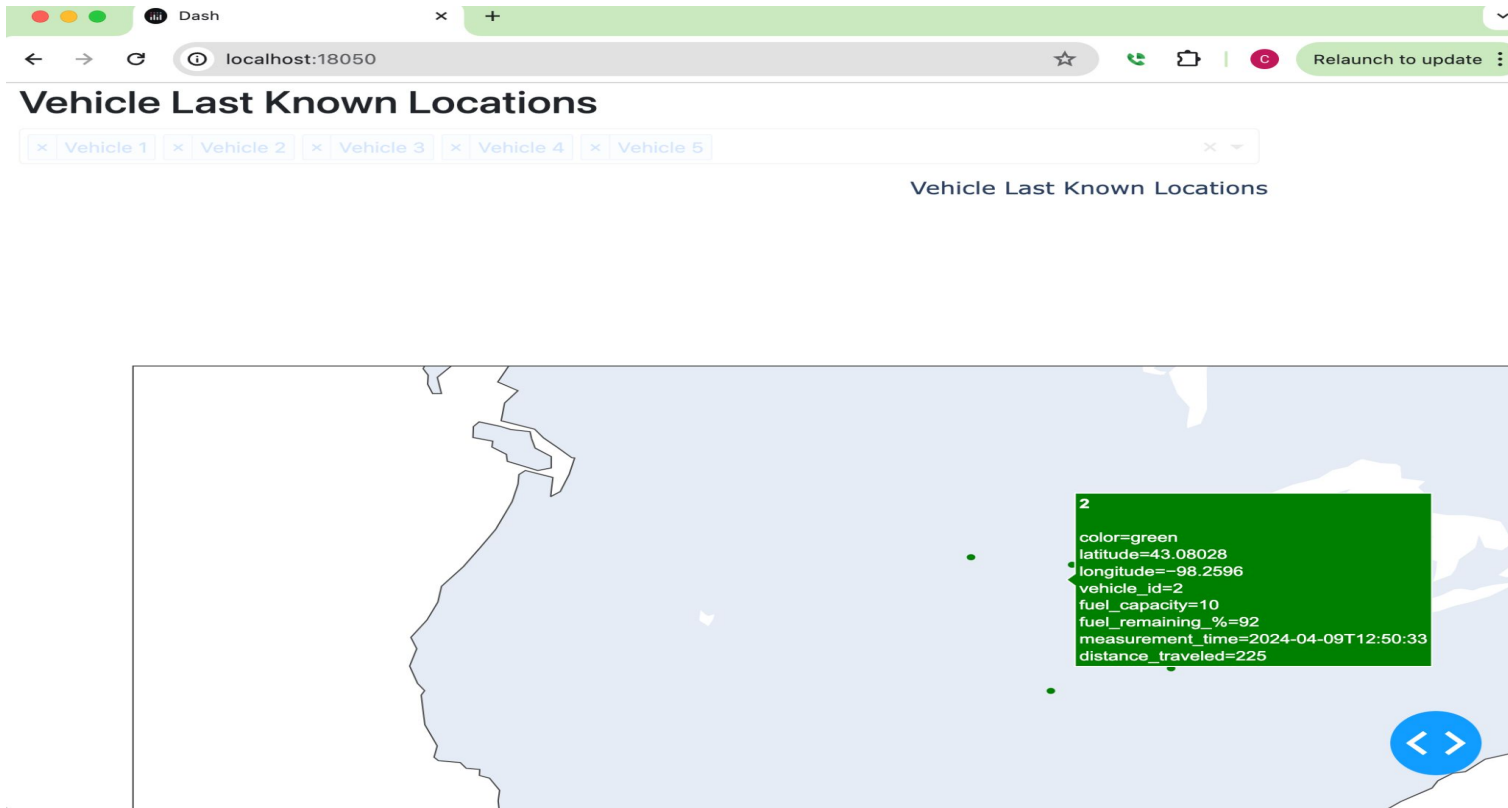 Dash
localhost:18050
C
Relaunch to update
Vehicle Last Known Locations
× Vehicle 1 × Vehicle 2 × Vehicle 3 × Vehicle 4 × Vehicle 5
Vehicle Last Known Locations
2
color=green
latitude=43.08028
longitude=−98.2596
vehicle_id=2
fuel_capacity=10
fuel_remaining_%=92
measurement_time=2024-04-09T12:50:33
distance_traveled=225